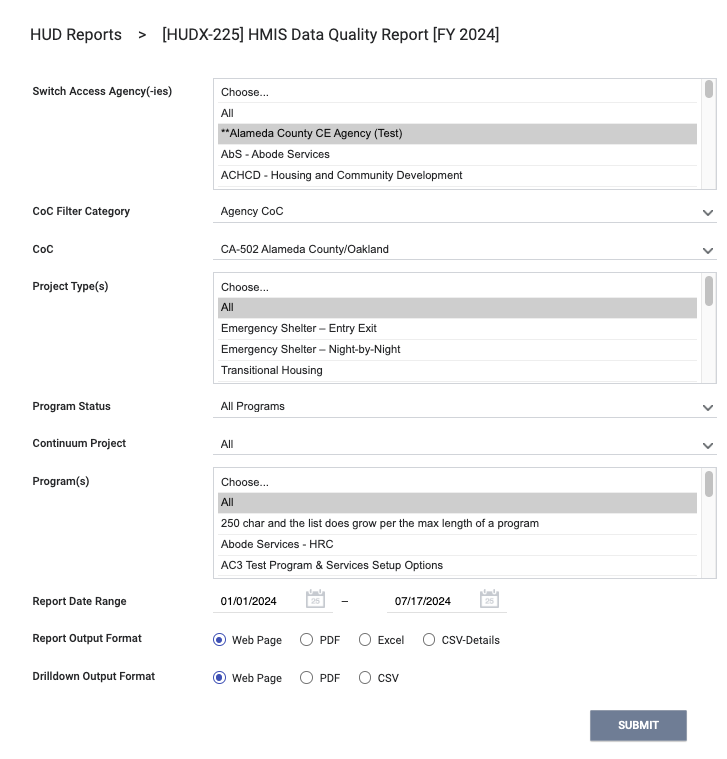 HUD Reports > [HUDX-225] HMIS Data Quality Report [FY 2024]
Switch Access Agency(-ies)
Choose...
All
**Alameda County CE Agency (Test)
AbS - Abode Services
ACHCD - Housing and Community Development
CoC Filter Category
Agency CoC
CoC
CA-502 Alameda County/Oakland
Project Type(s)
Choose...
All
Emergency Shelter – Entry Exit
Emergency Shelter – Night-by-Night
Transitional Housing
Program Status
All Programs
Continuum Project
All
Program(s)
Choose...
All
250 char and the list does grow per the max length of a program
Abode Services - HRC
AC3 Test Program & Services Setup Options
Report Date Range
01/01/2024 25 – 07/17/2024 25
Report Output Format
Web Page PDF Excel CSV-Details
Drilldown Output Format
Web Page PDF CSV
SUBMIT